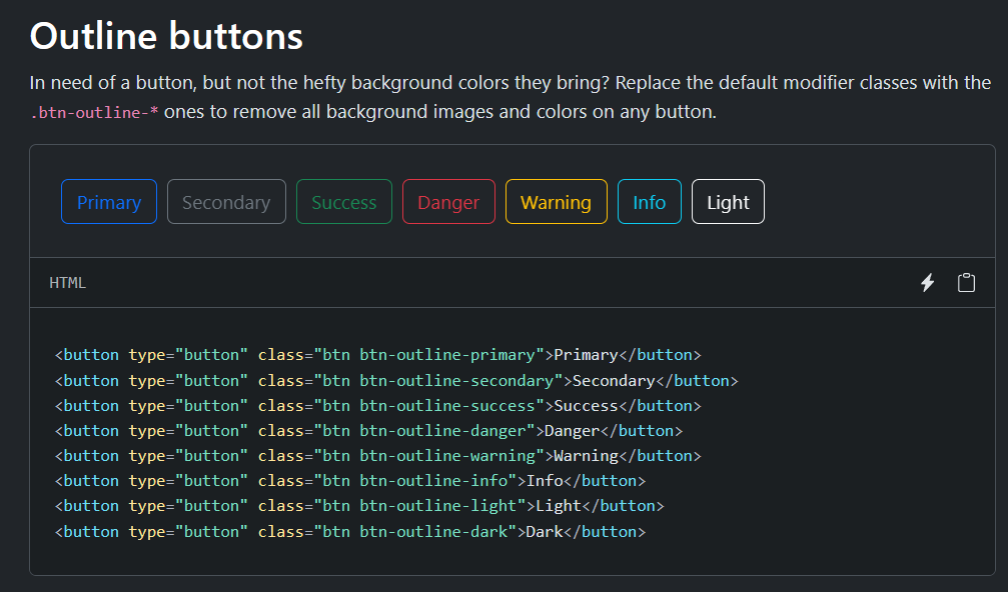 Outline buttons
In need of a button, but not the hefty background colors they bring? Replace the default modifier classes with the
.btn-outline-* ones to remove all background images and colors on any button.
Primary Secondary Success Danger Warning Info Light
HTML
<button type="button" class="btn btn-outline-primary">Primary</button>
<button type="button" class="btn btn-outline-secondary">Secondary</button>
<button type="button" class="btn btn-outline-success">Success</button>
<button type="button" class="btn btn-outline-danger">Danger</button>
<button type="button" class="btn btn-outline-warning">Warning</button>
<button type="button" class="btn btn-outline-info">Info</button>
<button type="button" class="btn btn-outline-light">Light</button>
<button type="button" class="btn btn-outline-dark">Dark</button>